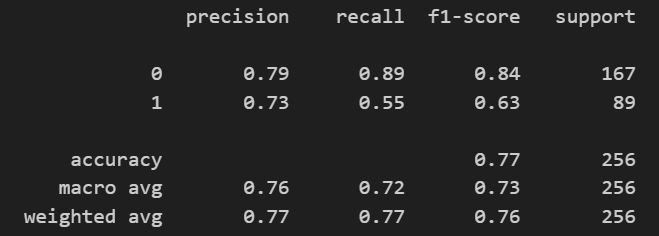 precision recall f1-score support
0 0.79 0.89 0.84 167
1 0.73 0.55 0.63 89
accuracy 0.77 256
macro avg 0.76 0.72 0.73 256
weighted avg 0.77 0.77 0.76 256